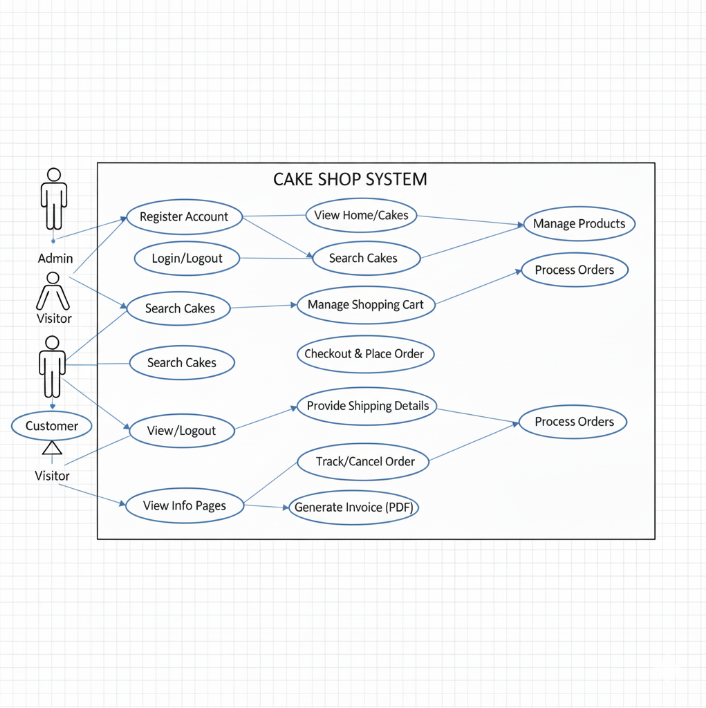 CAKE SHOP SYSTEM
Admin
Visitor
Customer
Visitor
Register Account
Login/Logout
Search Cakes
Search Cakes
View/Logout
View Info Pages
View Home/Cakes
Search Cakes
Manage Shopping Cart
Checkout & Place Order
Provide Shipping Details
Track/Cancel Order
Generate Invoice (PDF)
Manage Products
Process Orders
Process Orders